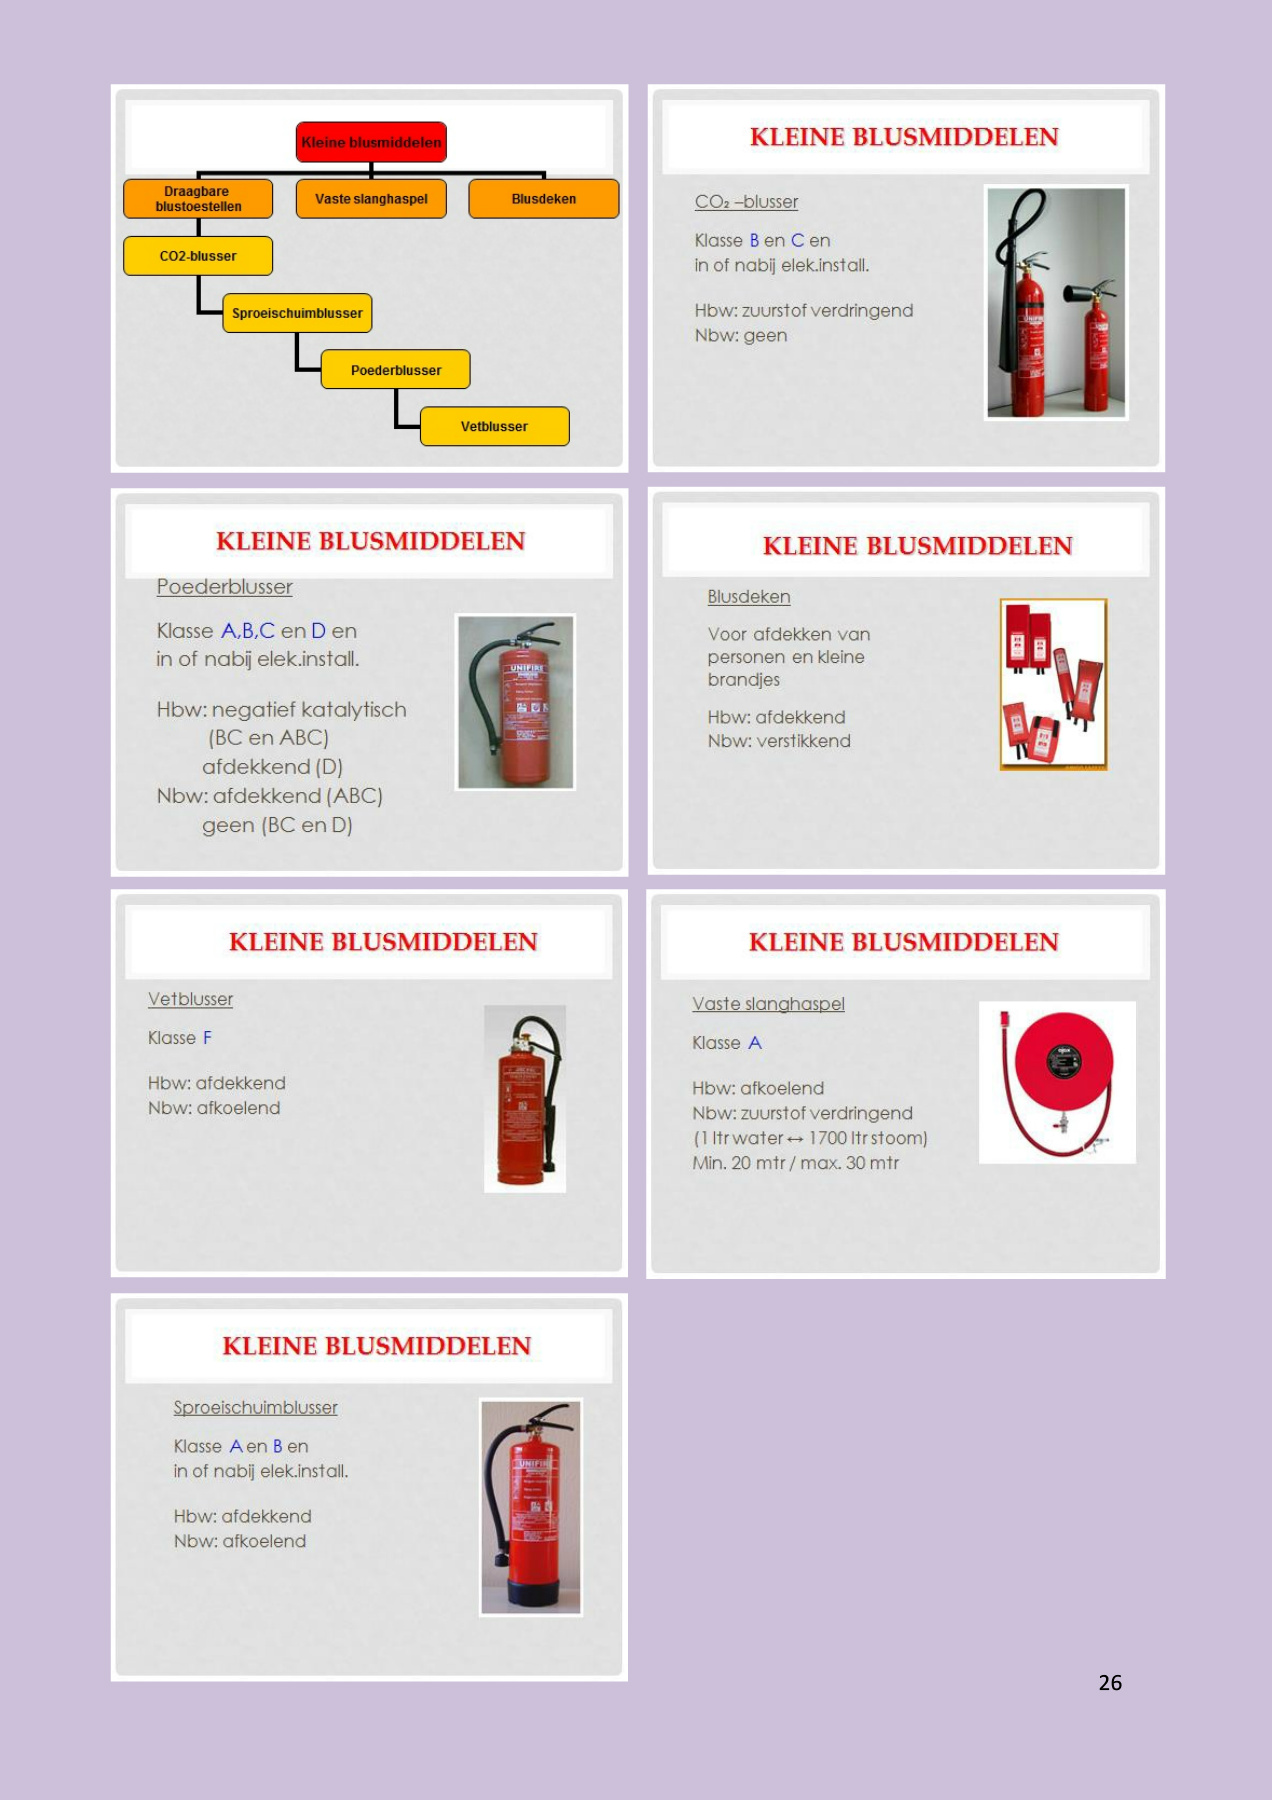 Kleine blusmiddelen
Draagbare
blustoestellen
Vaste slanghaspel
Blusdeken
CO2-blusser
Sproeischuimblusser
Poederblusser
Vetblusser
KLEINE BLUSMIDDELEN
CO₂ –blusser
Klasse B en C en
in of nabij elek.install.
Hbw: zuurstof verdringend
Nbw: geen
UNIFIRE
KLEINE BLUSMIDDELEN
Poederblusser
Klasse A,B,C en D en
in of nabij elek.install.
Hbw: negatief katalytisch
(BC en ABC)
afdekkend (D)
Nbw: afdekkend (ABC)
geen (BC en D)
UNIFIRE
KLEINE BLUSMIDDELEN
Blusdeken
Voor afdekken van
personen en kleine
brandjes
Hbw: afdekkend
Nbw: verstikkend
KLEINE BLUSMIDDELEN
Vetblusser
Klasse F
Hbw: afdekkend
Nbw: afkoelend
KLEINE BLUSMIDDELEN
Vaste slanghaspel
Klasse A
Hbw: afkoelend
Nbw: zuurstof verdringend
(1 ltr water ↔ 1700 ltr stoom)
Min. 20 mtr / max. 30 mtr
KLEINE BLUSMIDDELEN
Sproeischuimblusser
Klasse A en B en
in of nabij elek.install.
Hbw: afdekkend
Nbw: afkoelend
UNIFIRE
26